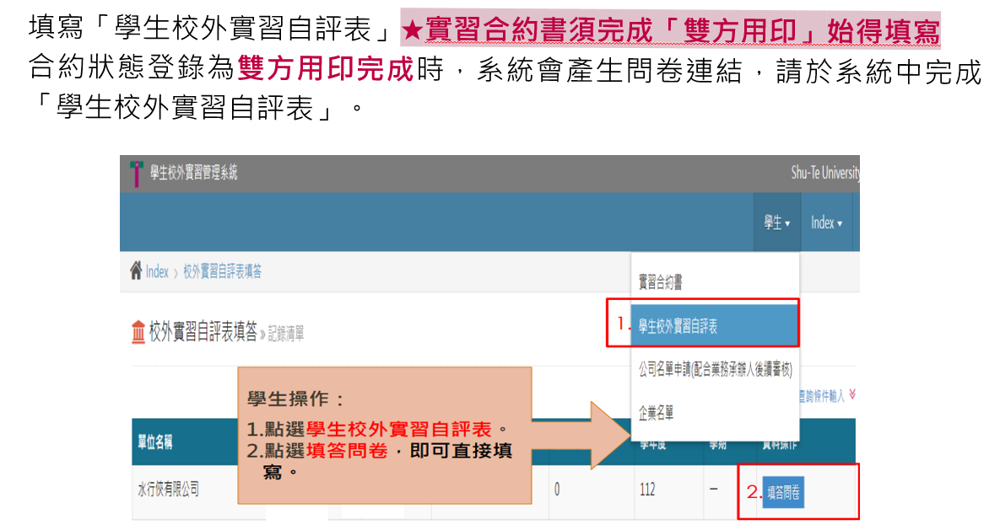 填寫「學生校外實習自評表」★實習合約書須完成「雙方用印」始得填寫
合約狀態登錄為雙方用印完成時，系統會產生問卷連結，請於系統中完成
「學生校外實習自評表」。
學生校外實習管理系統
Shu-Te University
學生 Index
Index › 校外實習自評表填答
實習合約書
校外實習自評表填答 » 記錄清單
1. 學生校外實習自評表
公司名單申請(配合業務承辦人後續審核)
查詢條件輸入
企業名單
學生操作：
1.點選學生校外實習自評表。
2.點選填答問卷，即可直接填
寫。
單位名稱 學年度 學期 資料操作
水行俠有限公司 0 112 — 2. 填答問卷